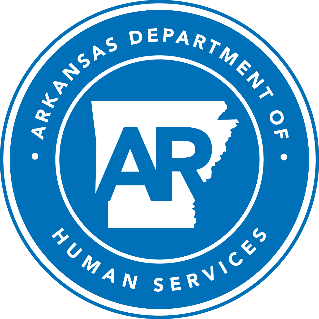 • ARKANSAS DEPARTMENT OF •
AR
HUMAN SERVICES